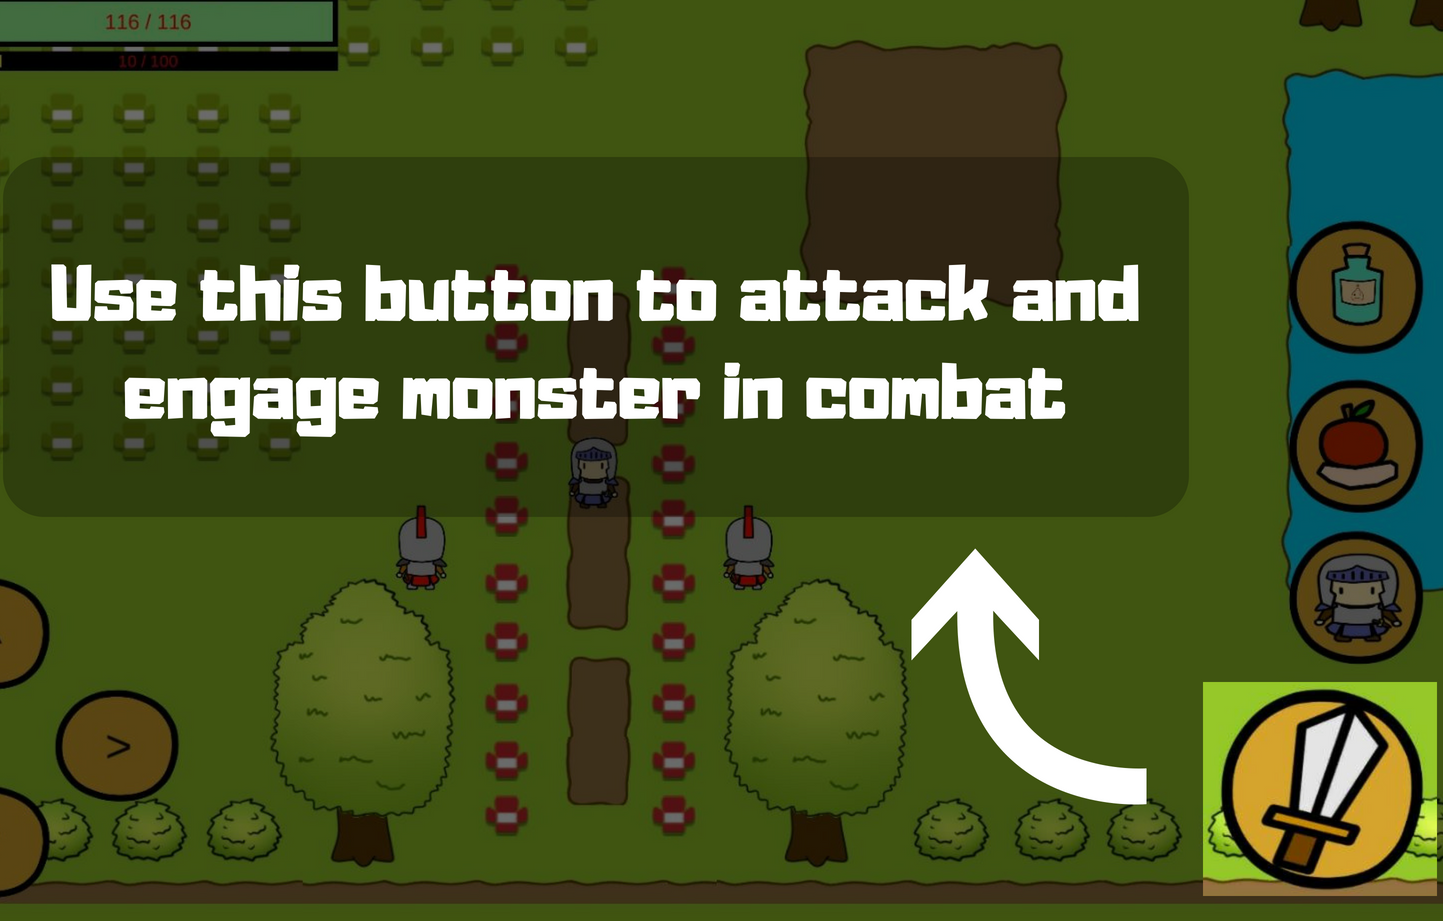 116 / 116
10 / 100
Use this button to attack and
engage monster in combat
>